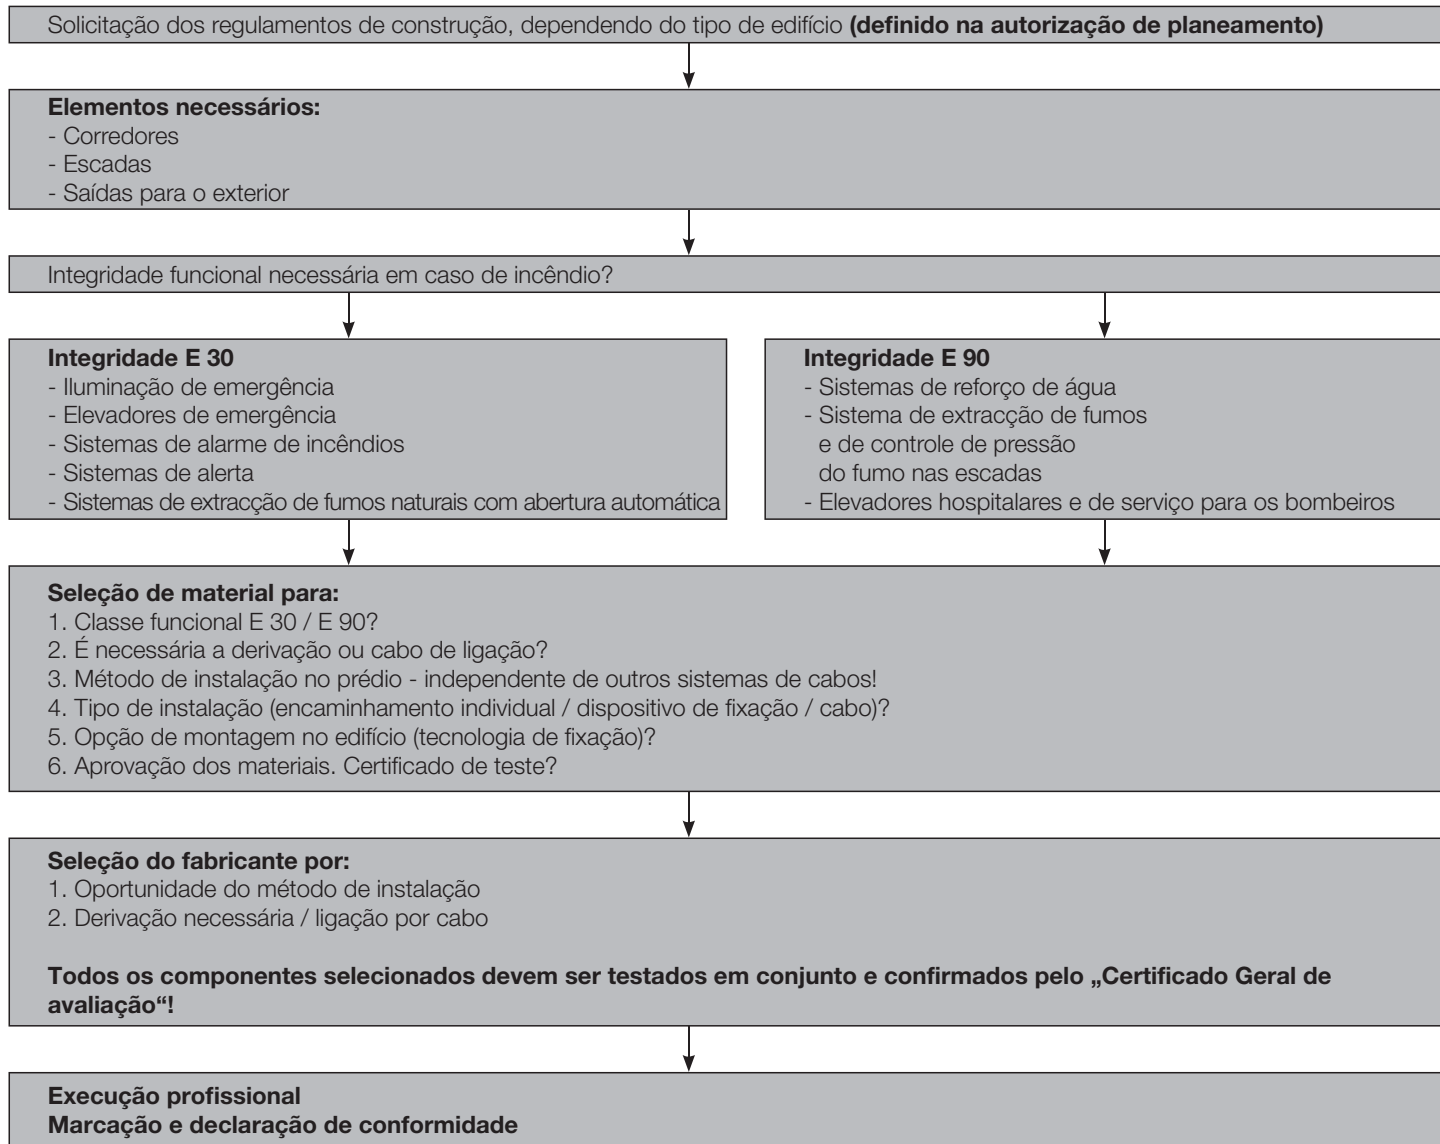 Solicitação dos regulamentos de construção, dependendo do tipo de edifício (definido na autorização de planeamento)
Elementos necessários:
- Corredores
- Escadas
- Saídas para o exterior
Integridade funcional necessária em caso de incêndio?
Integridade E 30
- Iluminação de emergência
- Elevadores de emergência
- Sistemas de alarme de incêndios
- Sistemas de alerta
- Sistemas de extracção de fumos naturais com abertura automática
Integridade E 90
- Sistemas de reforço de água
- Sistema de extracção de fumos
e de controle de pressão
do fumo nas escadas
- Elevadores hospitalares e de serviço para os bombeiros
Seleção de material para:
1. Classe funcional E 30 / E 90?
2. É necessária a derivação ou cabo de ligação?
3. Método de instalação no prédio - independente de outros sistemas de cabos!
4. Tipo de instalação (encaminhamento individual / dispositivo de fixação / cabo)?
5. Opção de montagem no edifício (tecnologia de fixação)?
6. Aprovação dos materiais. Certificado de teste?
Seleção do fabricante por:
1. Oportunidade do método de instalação
2. Derivação necessária / ligação por cabo
Todos os componentes selecionados devem ser testados em conjunto e confirmados pelo „Certificado Geral de
avaliação“!
Execução profissional
Marcação e declaração de conformidade